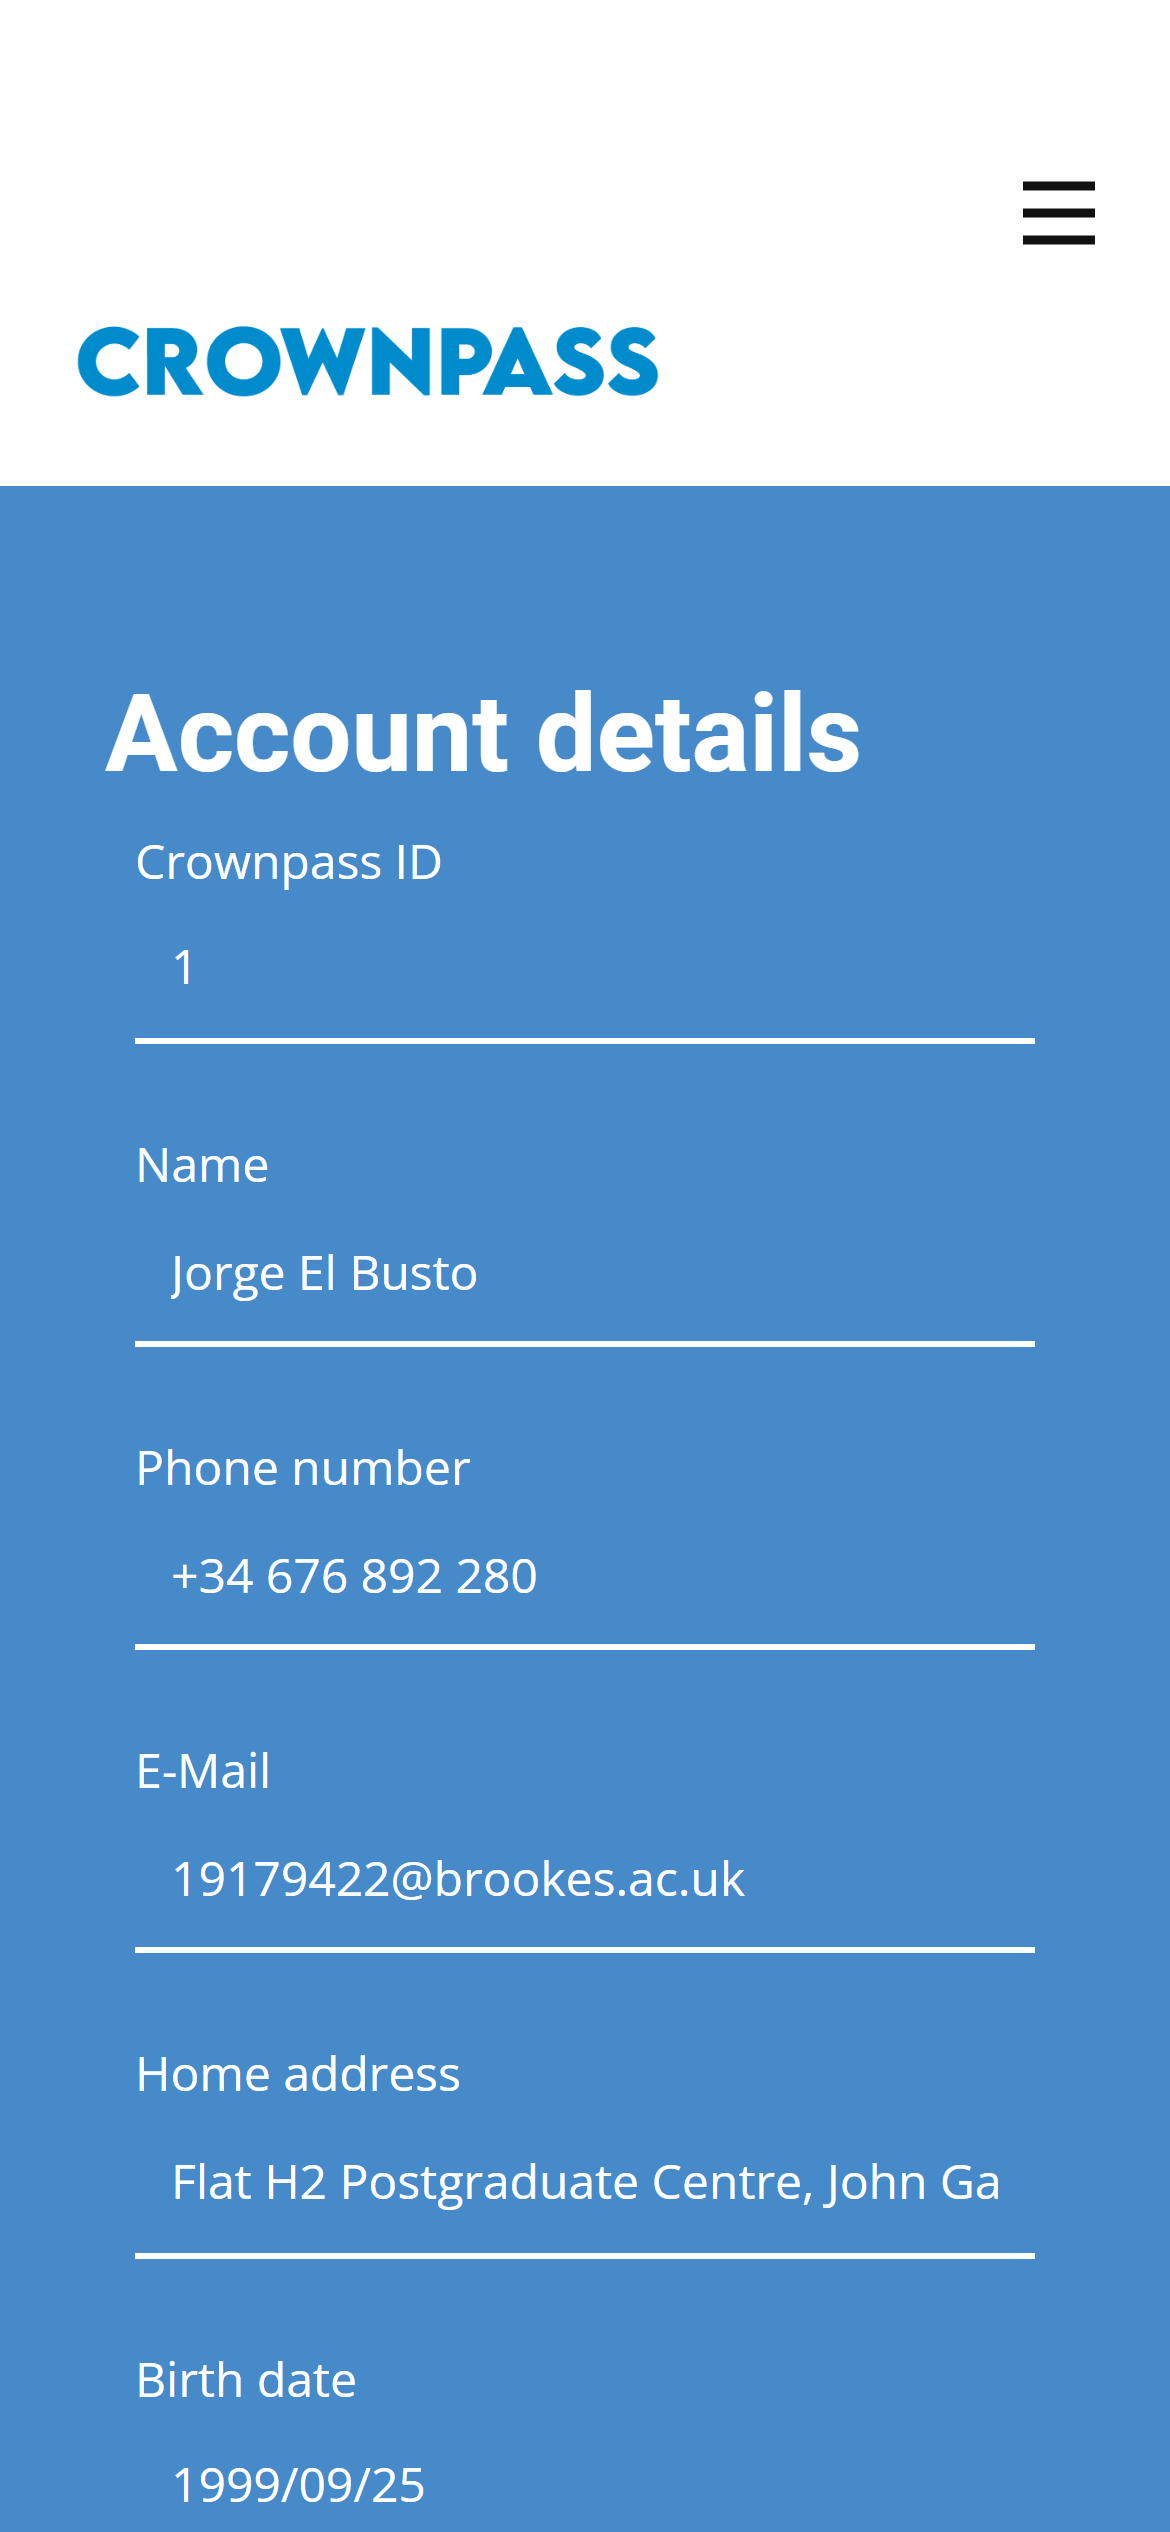 CROWNPASS
Account details
Crownpass ID
1
Name
Jorge El Busto
Phone number
+34 676 892 280
E-Mail
19179422@brookes.ac.uk
Home address
Flat H2 Postgraduate Centre, John Ga
Birth date
1999/09/25